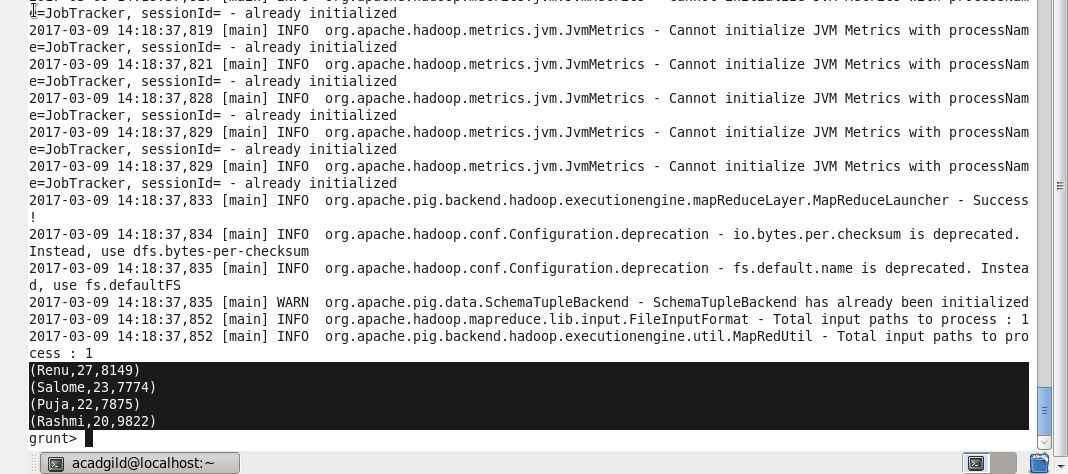 e=JobTracker, sessionId= - already initialized
2017-03-09 14:18:37,819 [main] INFO  org.apache.hadoop.metrics.jvm.JvmMetrics - Cannot initialize JVM Metrics with processNam
e=JobTracker, sessionId= - already initialized
2017-03-09 14:18:37,821 [main] INFO  org.apache.hadoop.metrics.jvm.JvmMetrics - Cannot initialize JVM Metrics with processNam
e=JobTracker, sessionId= - already initialized
2017-03-09 14:18:37,828 [main] INFO  org.apache.hadoop.metrics.jvm.JvmMetrics - Cannot initialize JVM Metrics with processNam
e=JobTracker, sessionId= - already initialized
2017-03-09 14:18:37,829 [main] INFO  org.apache.hadoop.metrics.jvm.JvmMetrics - Cannot initialize JVM Metrics with processNam
e=JobTracker, sessionId= - already initialized
2017-03-09 14:18:37,829 [main] INFO  org.apache.hadoop.metrics.jvm.JvmMetrics - Cannot initialize JVM Metrics with processNam
e=JobTracker, sessionId= - already initialized
2017-03-09 14:18:37,833 [main] INFO  org.apache.pig.backend.hadoop.executionengine.mapReduceLayer.MapReduceLauncher - Success
!
2017-03-09 14:18:37,834 [main] INFO  org.apache.hadoop.conf.Configuration.deprecation - io.bytes.per.checksum is deprecated.
Instead, use dfs.bytes-per-checksum
2017-03-09 14:18:37,835 [main] INFO  org.apache.hadoop.conf.Configuration.deprecation - fs.default.name is deprecated. Instea
d, use fs.defaultFS
2017-03-09 14:18:37,835 [main] WARN  org.apache.pig.data.SchemaTupleBackend - SchemaTupleBackend has already been initialized
2017-03-09 14:18:37,852 [main] INFO  org.apache.hadoop.mapreduce.lib.input.FileInputFormat - Total input paths to process : 1
2017-03-09 14:18:37,852 [main] INFO  org.apache.pig.backend.hadoop.executionengine.util.MapRedUtil - Total input paths to pro
cess : 1
(Renu,27,8149)
(Salome,23,7774)
(Puja,22,7875)
(Rashmi,20,9822)
grunt>
acadgild@localhost:~